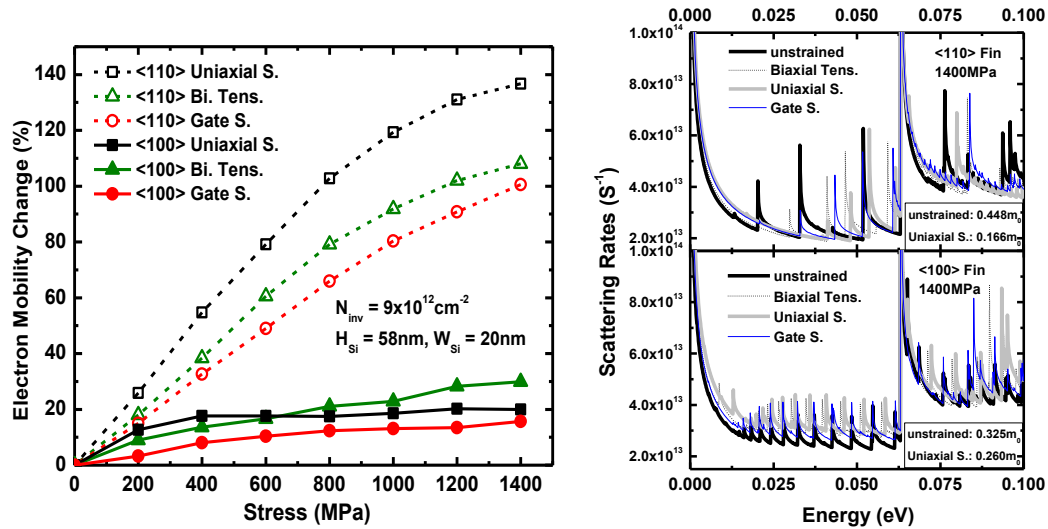 140
120
100
80
60
40
20
0
Electron Mobility Change (%)
<110> Uniaxial S.
<110> Bi. Tens.
<110> Gate S.
<100> Uniaxial S.
<100> Bi. Tens.
<100> Gate S.
N_inv = 9x10^12cm^-2
H_Si = 58nm, W_Si = 20nm
0 200 400 600 800 1000 1200 1400
Stress (MPa)
0.000 0.025 0.050 0.075 0.100
1.0x10^14
8.0x10^13
6.0x10^13
4.0x10^13
2.0x10^13
unstrained
Biaxial Tens.
Uniaxial S.
Gate S.
<110> Fin
1400MPa
unstrained: 0.448m_0
Uniaxial S.: 0.166m_0
Scattering Rates (S^-1)
1.0x10^14
8.0x10^13
6.0x10^13
4.0x10^13
2.0x10^13
unstrained
Biaxial Tens.
Uniaxial S.
Gate S.
<100> Fin
1400MPa
unstrained: 0.325m_0
Uniaxial S.: 0.260m_0
0.000 0.025 0.050 0.075 0.100
Energy (eV)